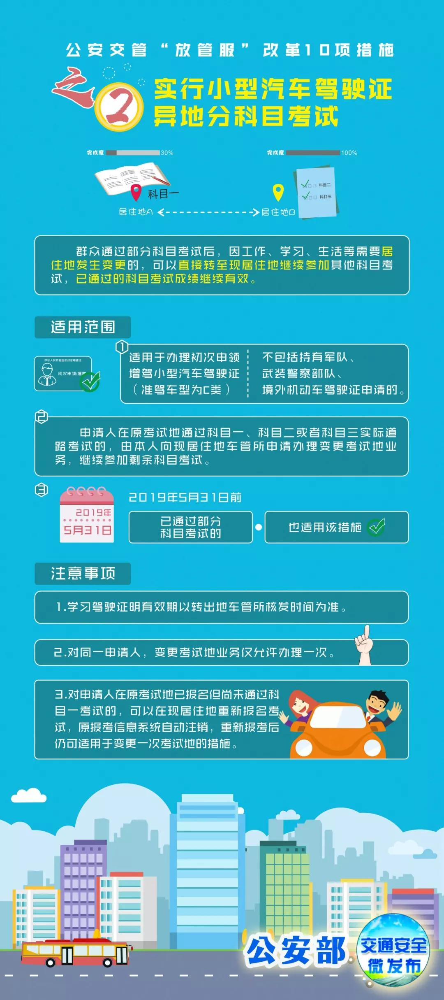 公安交管“放管服”改革10项措施
之2
实行小型汽车驾驶证
异地分科目考试
完成度 30%
完成度 100%
科目一
科目二
科目三
居住地A
居住地B
群众通过部分科目考试后，因工作、学习、生活等需要居
住地发生变更的，可以直接转至现居住地继续参加其他科目考
试，已通过的科目考试成绩继续有效。
适用范围
中华人民共和国机动车驾驶证
初次申领/增驾
1
适用于办理初次申领
增驾小型汽车驾驶证
（准驾车型为C类）
不包括持有军队、
武装警察部队、
境外机动车驾驶证申请的。
2
申请人在原考试地通过科目一、科目二或者科目三实际道
路考试的，由本人向现居住地车管所申请办理变更考试地业
务，继续参加剩余科目考试。
3
2019年
5月31日
2019年5月31日前
已通过部分
科目考试的
也适用该措施
注意事项
1.学习驾驶证明有效期以转出地车管所核发时间为准。
2.对同一申请人，变更考试地业务仅允许办理一次。
3.对申请人在原考试地已报名但尚未通过科
目一考试的，可以在现居住地重新报名考
试，原报考信息系统自动注销，重新报考后
仍可适用于变更一次考试地的措施。
公安部
交通安全
微发布